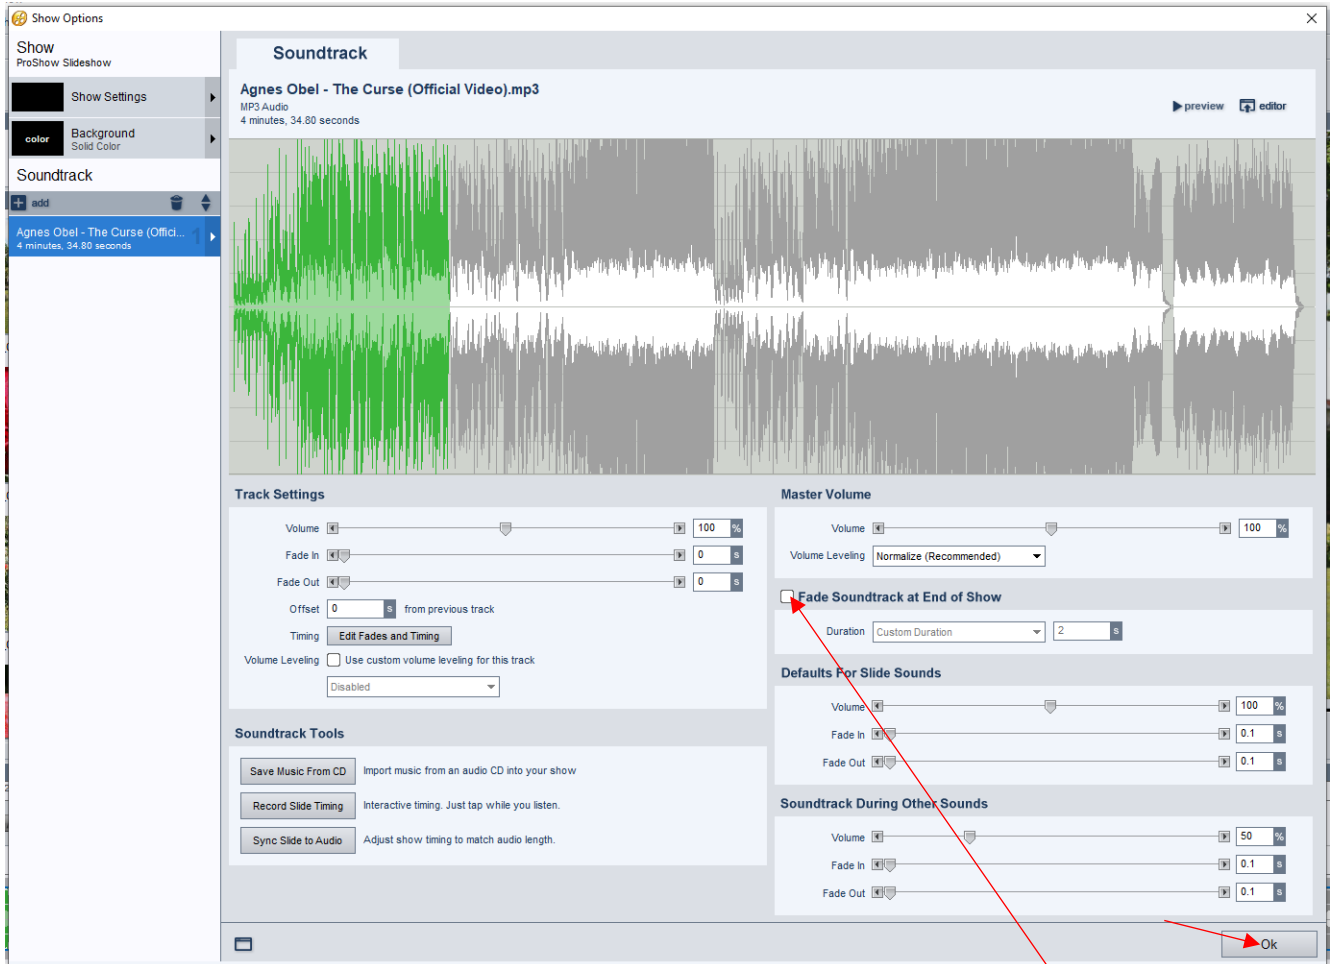 Show Options
Show
ProShow Slideshow
Show Settings
color
Background
Solid Color
Soundtrack
add
Agnes Obel - The Curse (Offici...
1
4 minutes, 34.80 seconds
Soundtrack
Agnes Obel - The Curse (Official Video).mp3
MP3 Audio
4 minutes, 34.80 seconds
preview
editor
Track Settings
Volume 100 %
Fade In 0 s
Fade Out 0 s
Offset 0 s from previous track
Timing Edit Fades and Timing
Volume Leveling Use custom volume leveling for this track
Disabled
Soundtrack Tools
Save Music From CD Import music from an audio CD into your show
Record Slide Timing Interactive timing. Just tap while you listen.
Sync Slide to Audio Adjust show timing to match audio length.
Master Volume
Volume 100 %
Volume Leveling Normalize (Recommended)
Fade Soundtrack at End of Show
Duration Custom Duration 2 s
Defaults For Slide Sounds
Volume 100 %
Fade In 0.1 s
Fade Out 0.1 s
Soundtrack During Other Sounds
Volume 50 %
Fade In 0.1 s
Fade Out 0.1 s
Ok